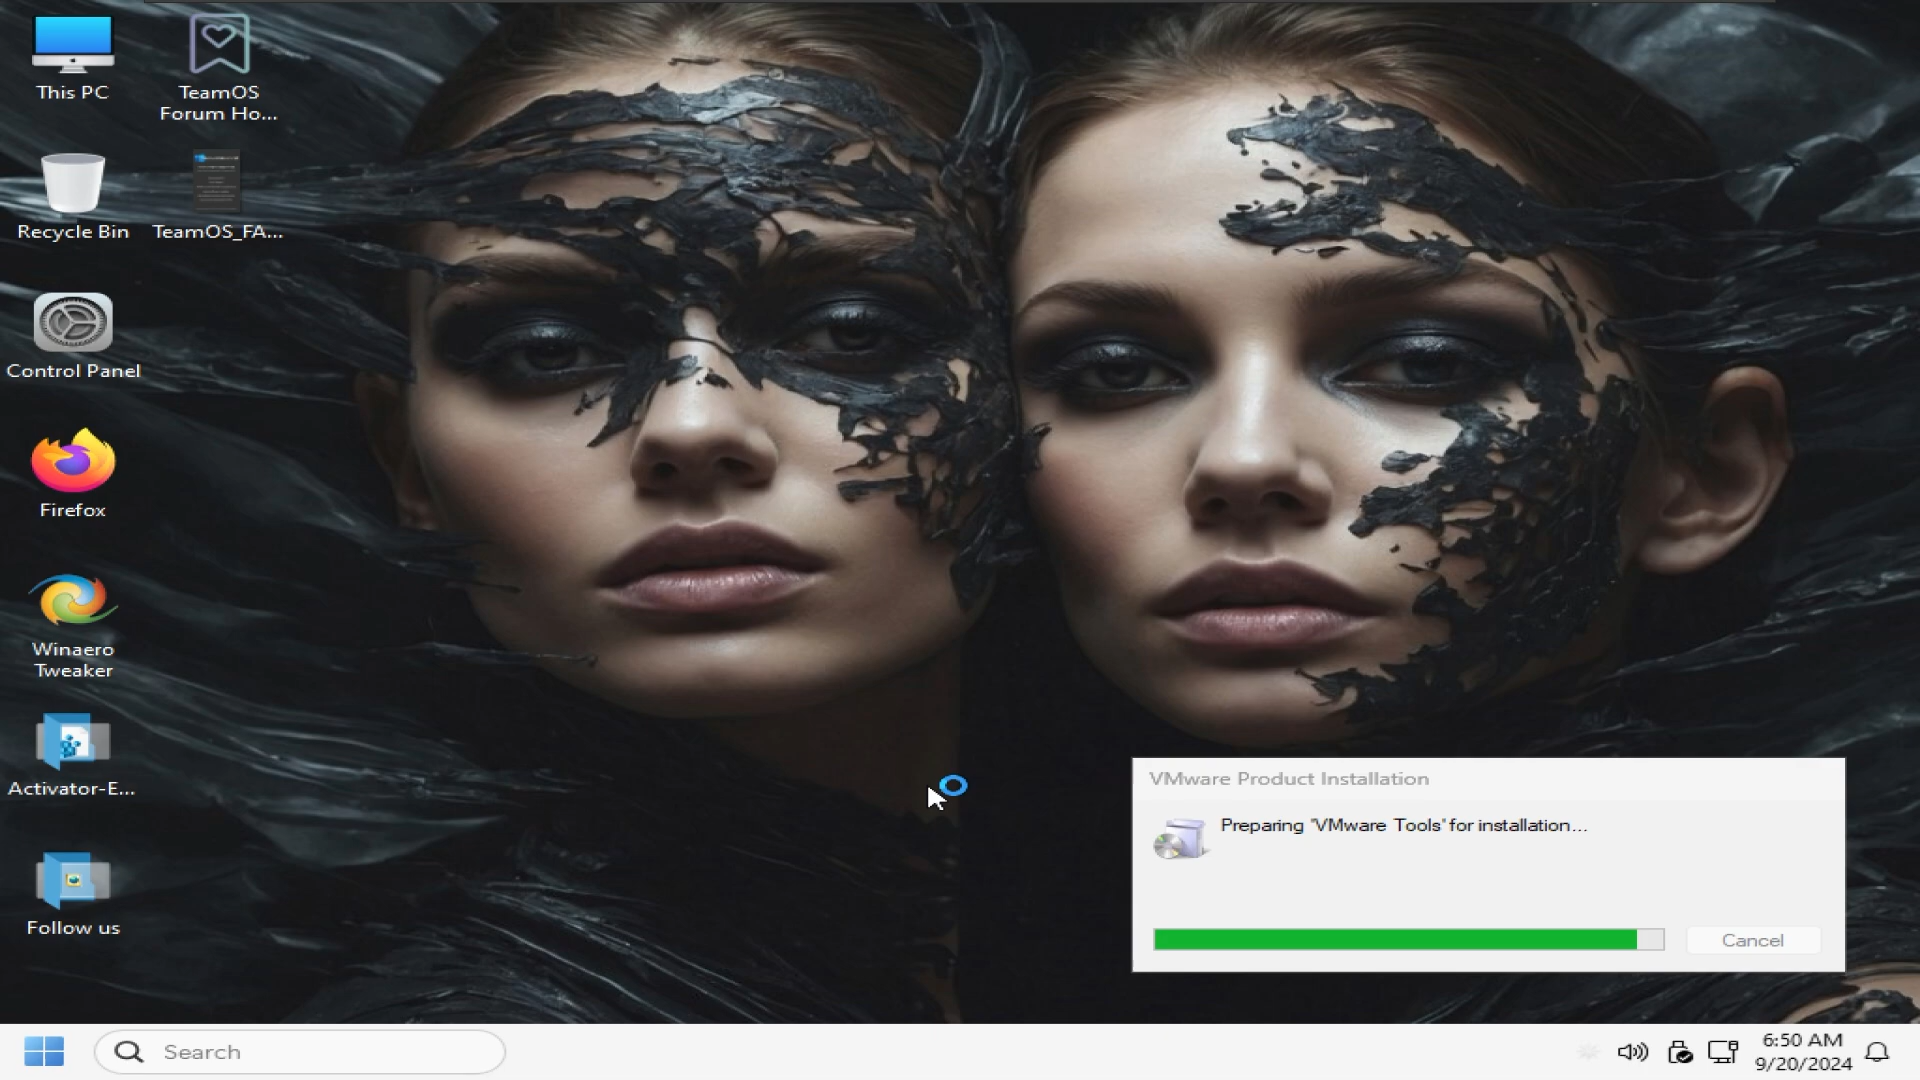 This PC
TeamOS
Forum Ho...
Recycle Bin
TeamOS_FA...
Control Panel
Firefox
Winaero
Tweaker
Activator-E...
Follow us
VMware Product Installation
Preparing 'VMware Tools' for installation...
Cancel
Search
6:50 AM
9/20/2024